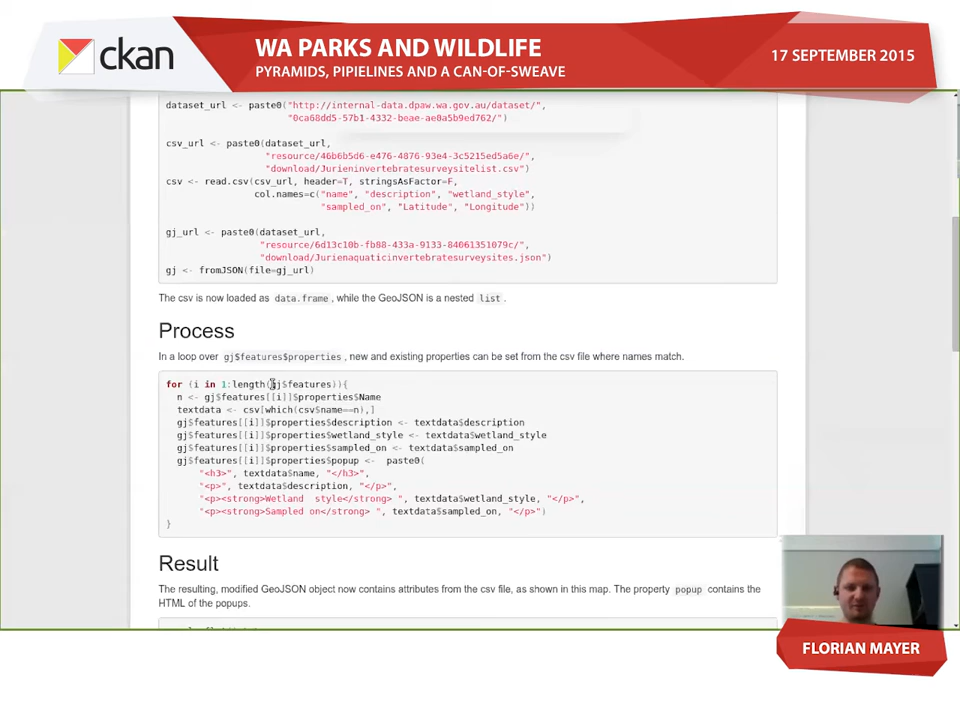 ckan
WA PARKS AND WILDLIFE
PYRAMIDS, PIPIELINES AND A CAN-OF-SWEAVE
17 SEPTEMBER 2015
dataset_url <- paste0("http://internal-data.dpaw.wa.gov.au/dataset/",
"0ca68dd5-57b1-4332-beae-ae0a5b9ed762/")
csv_url <- paste0(dataset_url,
"resource/46b6b5d6-e476-4876-93e4-3c5215ed5a6e/",
"download/Jurieninvertebratesurveysitelist.csv")
csv <- read.csv(csv_url, header=T, stringsAsFactor=F,
col.names=c("name", "description", "wetland_style",
"sampled_on", "Latitude", "Longitude"))
gj_url <- paste0(dataset_url,
"resource/6d13c10b-fb08-433a-9133-84061351079c/",
"download/Jurienaquaticinvertebratesurveysites.json")
gj <- fromJSON(file=gj_url)
The csv is now loaded as data.frame, while the GeoJSON is a nested list.
Process
In a loop over gj$features$properties, new and existing properties can be set from the csv file where names match.
for (i in 1:length(gj$features)){
n <- gj$features[[i]]$properties$Name
textdata <- csv[which(csv$name==n),]
gj$features[[i]]$properties$description <- textdata$description
gj$features[[i]]$properties$wetland_style <- textdata$wetland_style
gj$features[[i]]$properties$sampled_on <- textdata$sampled_on
gj$features[[i]]$properties$popup <- paste0(
"<h3>", textdata$name, "</h3>",
"<p>", textdata$description, "</p>",
"<p><strong>Wetland style</strong> ", textdata$wetland_style, "</p>",
"<p><strong>Sampled on</strong> ", textdata$sampled_on, "</p>")
}
Result
The resulting, modified GeoJSON object now contains attributes from the csv file, as shown in this map. The property popup contains the
HTML of the popups.
FLORIAN MAYER